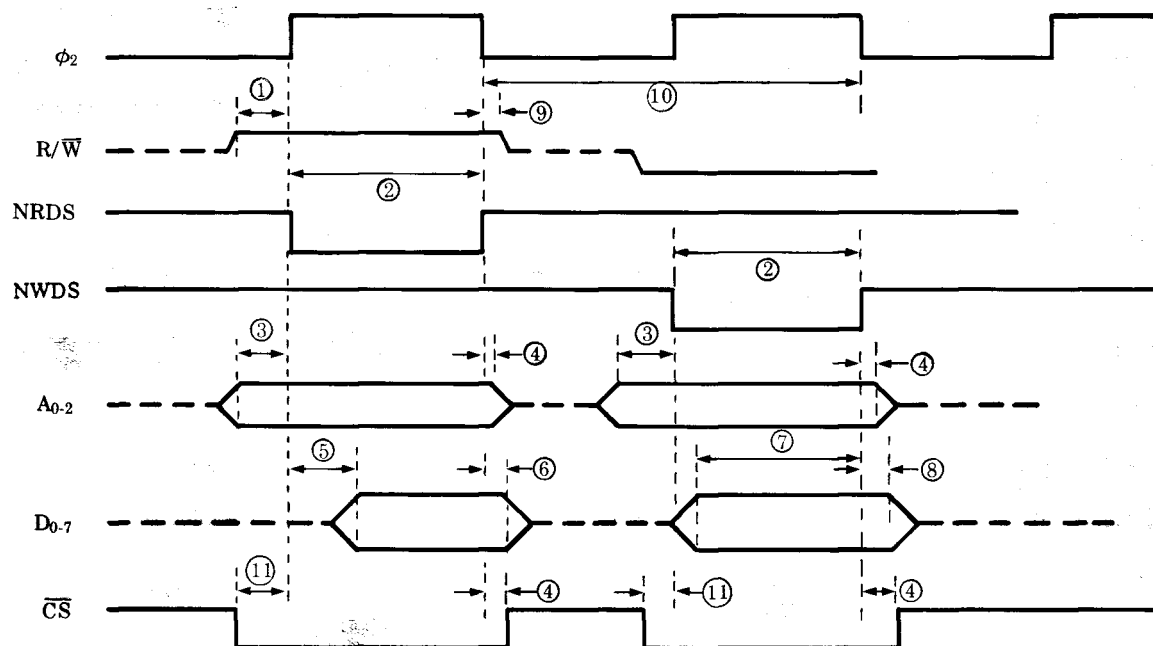 ϕ₂
① ⑨ ⑩
R/W̅
②
NRDS
②
NWDS
③ ④ ③ ④
A₀₋₂
⑤ ⑥ ⑦ ⑧
D₀₋₇
⑪ ④ ⑪ ④
C̅S̅